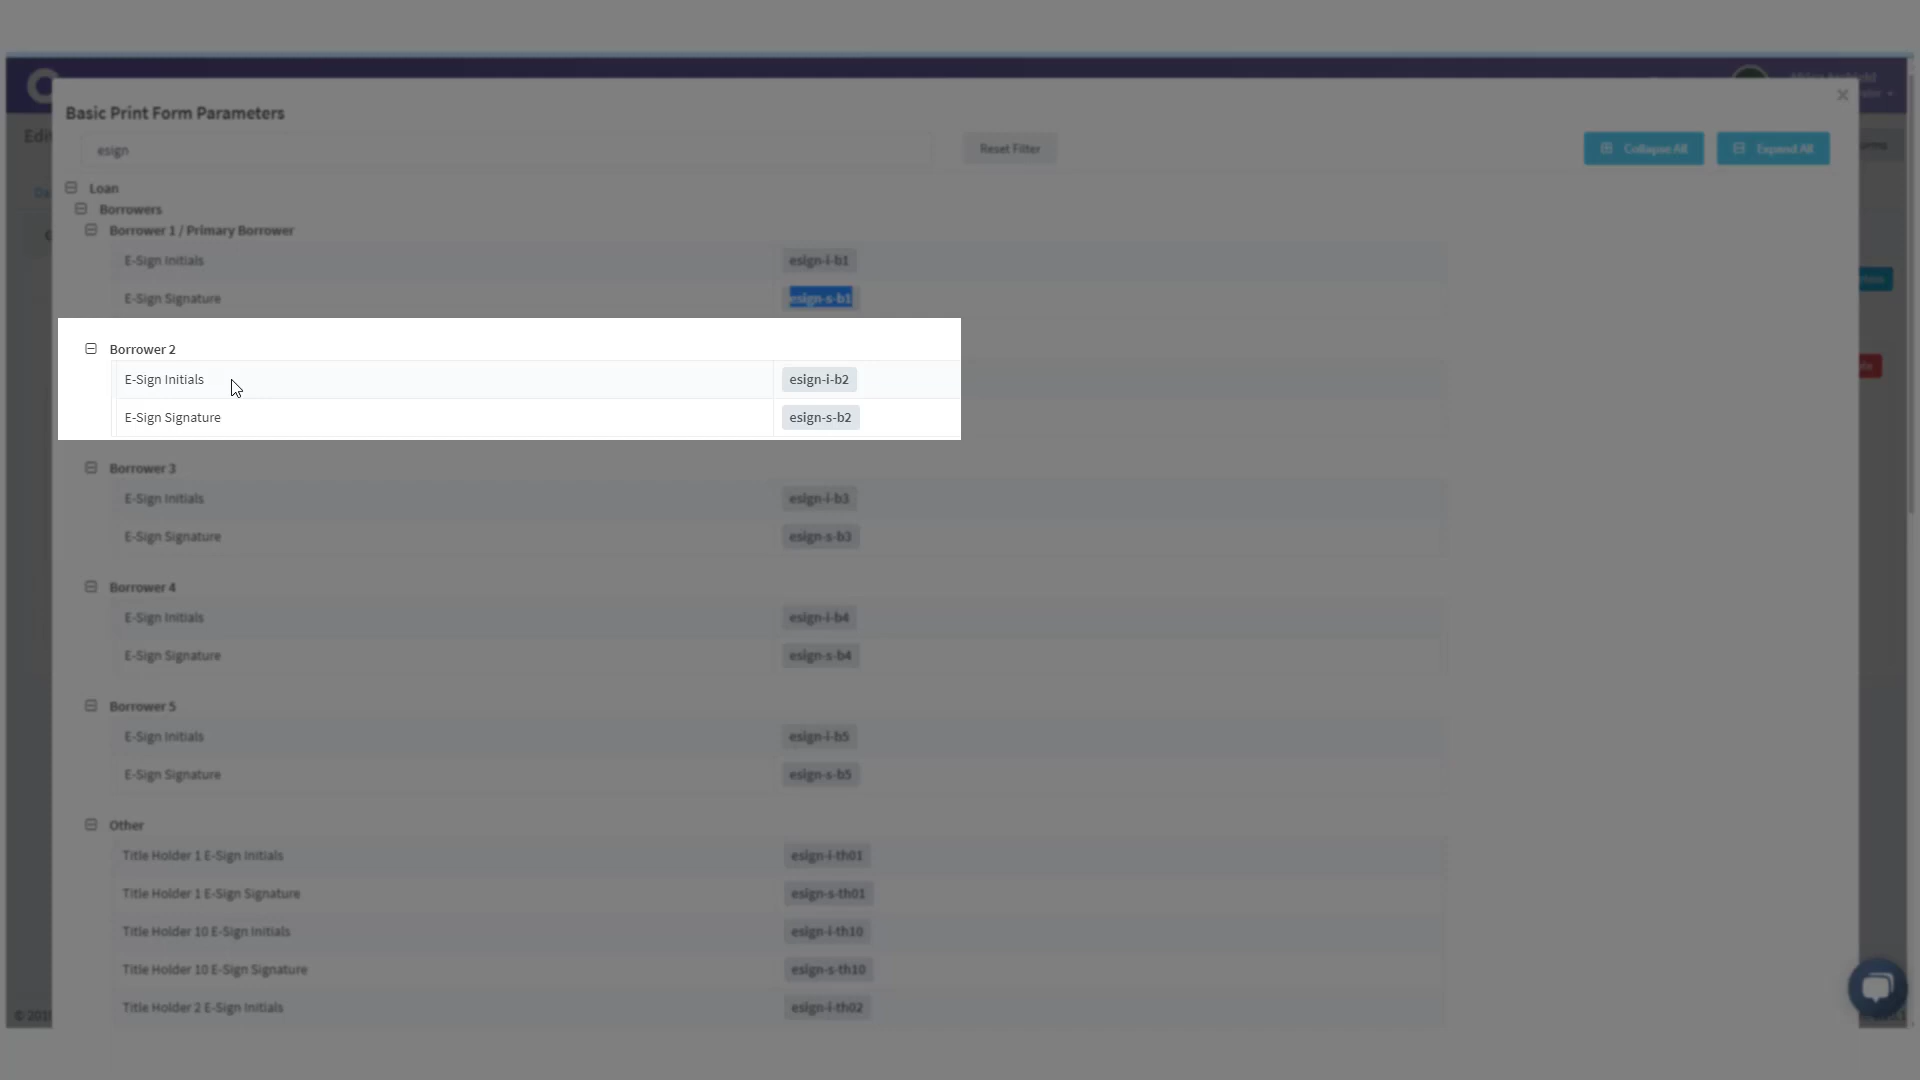 Basic Print Form Parameters
esign
Reset Filter
Collapse All
Expand All
Loan
Borrowers
Borrower 1 / Primary Borrower
E-Sign Initials esign-i-b1
E-Sign Signature esign-s-b1
Borrower 2
E-Sign Initials esign-i-b2
E-Sign Signature esign-s-b2
Borrower 3
E-Sign Initials esign-i-b3
E-Sign Signature esign-s-b3
Borrower 4
E-Sign Initials esign-i-b4
E-Sign Signature esign-s-b4
Borrower 5
E-Sign Initials esign-i-b5
E-Sign Signature esign-s-b5
Other
Title Holder 1 E-Sign Initials esign-i-th01
Title Holder 1 E-Sign Signature esign-s-th01
Title Holder 10 E-Sign Initials esign-i-th10
Title Holder 10 E-Sign Signature esign-s-th10
Title Holder 2 E-Sign Initials esign-i-th02